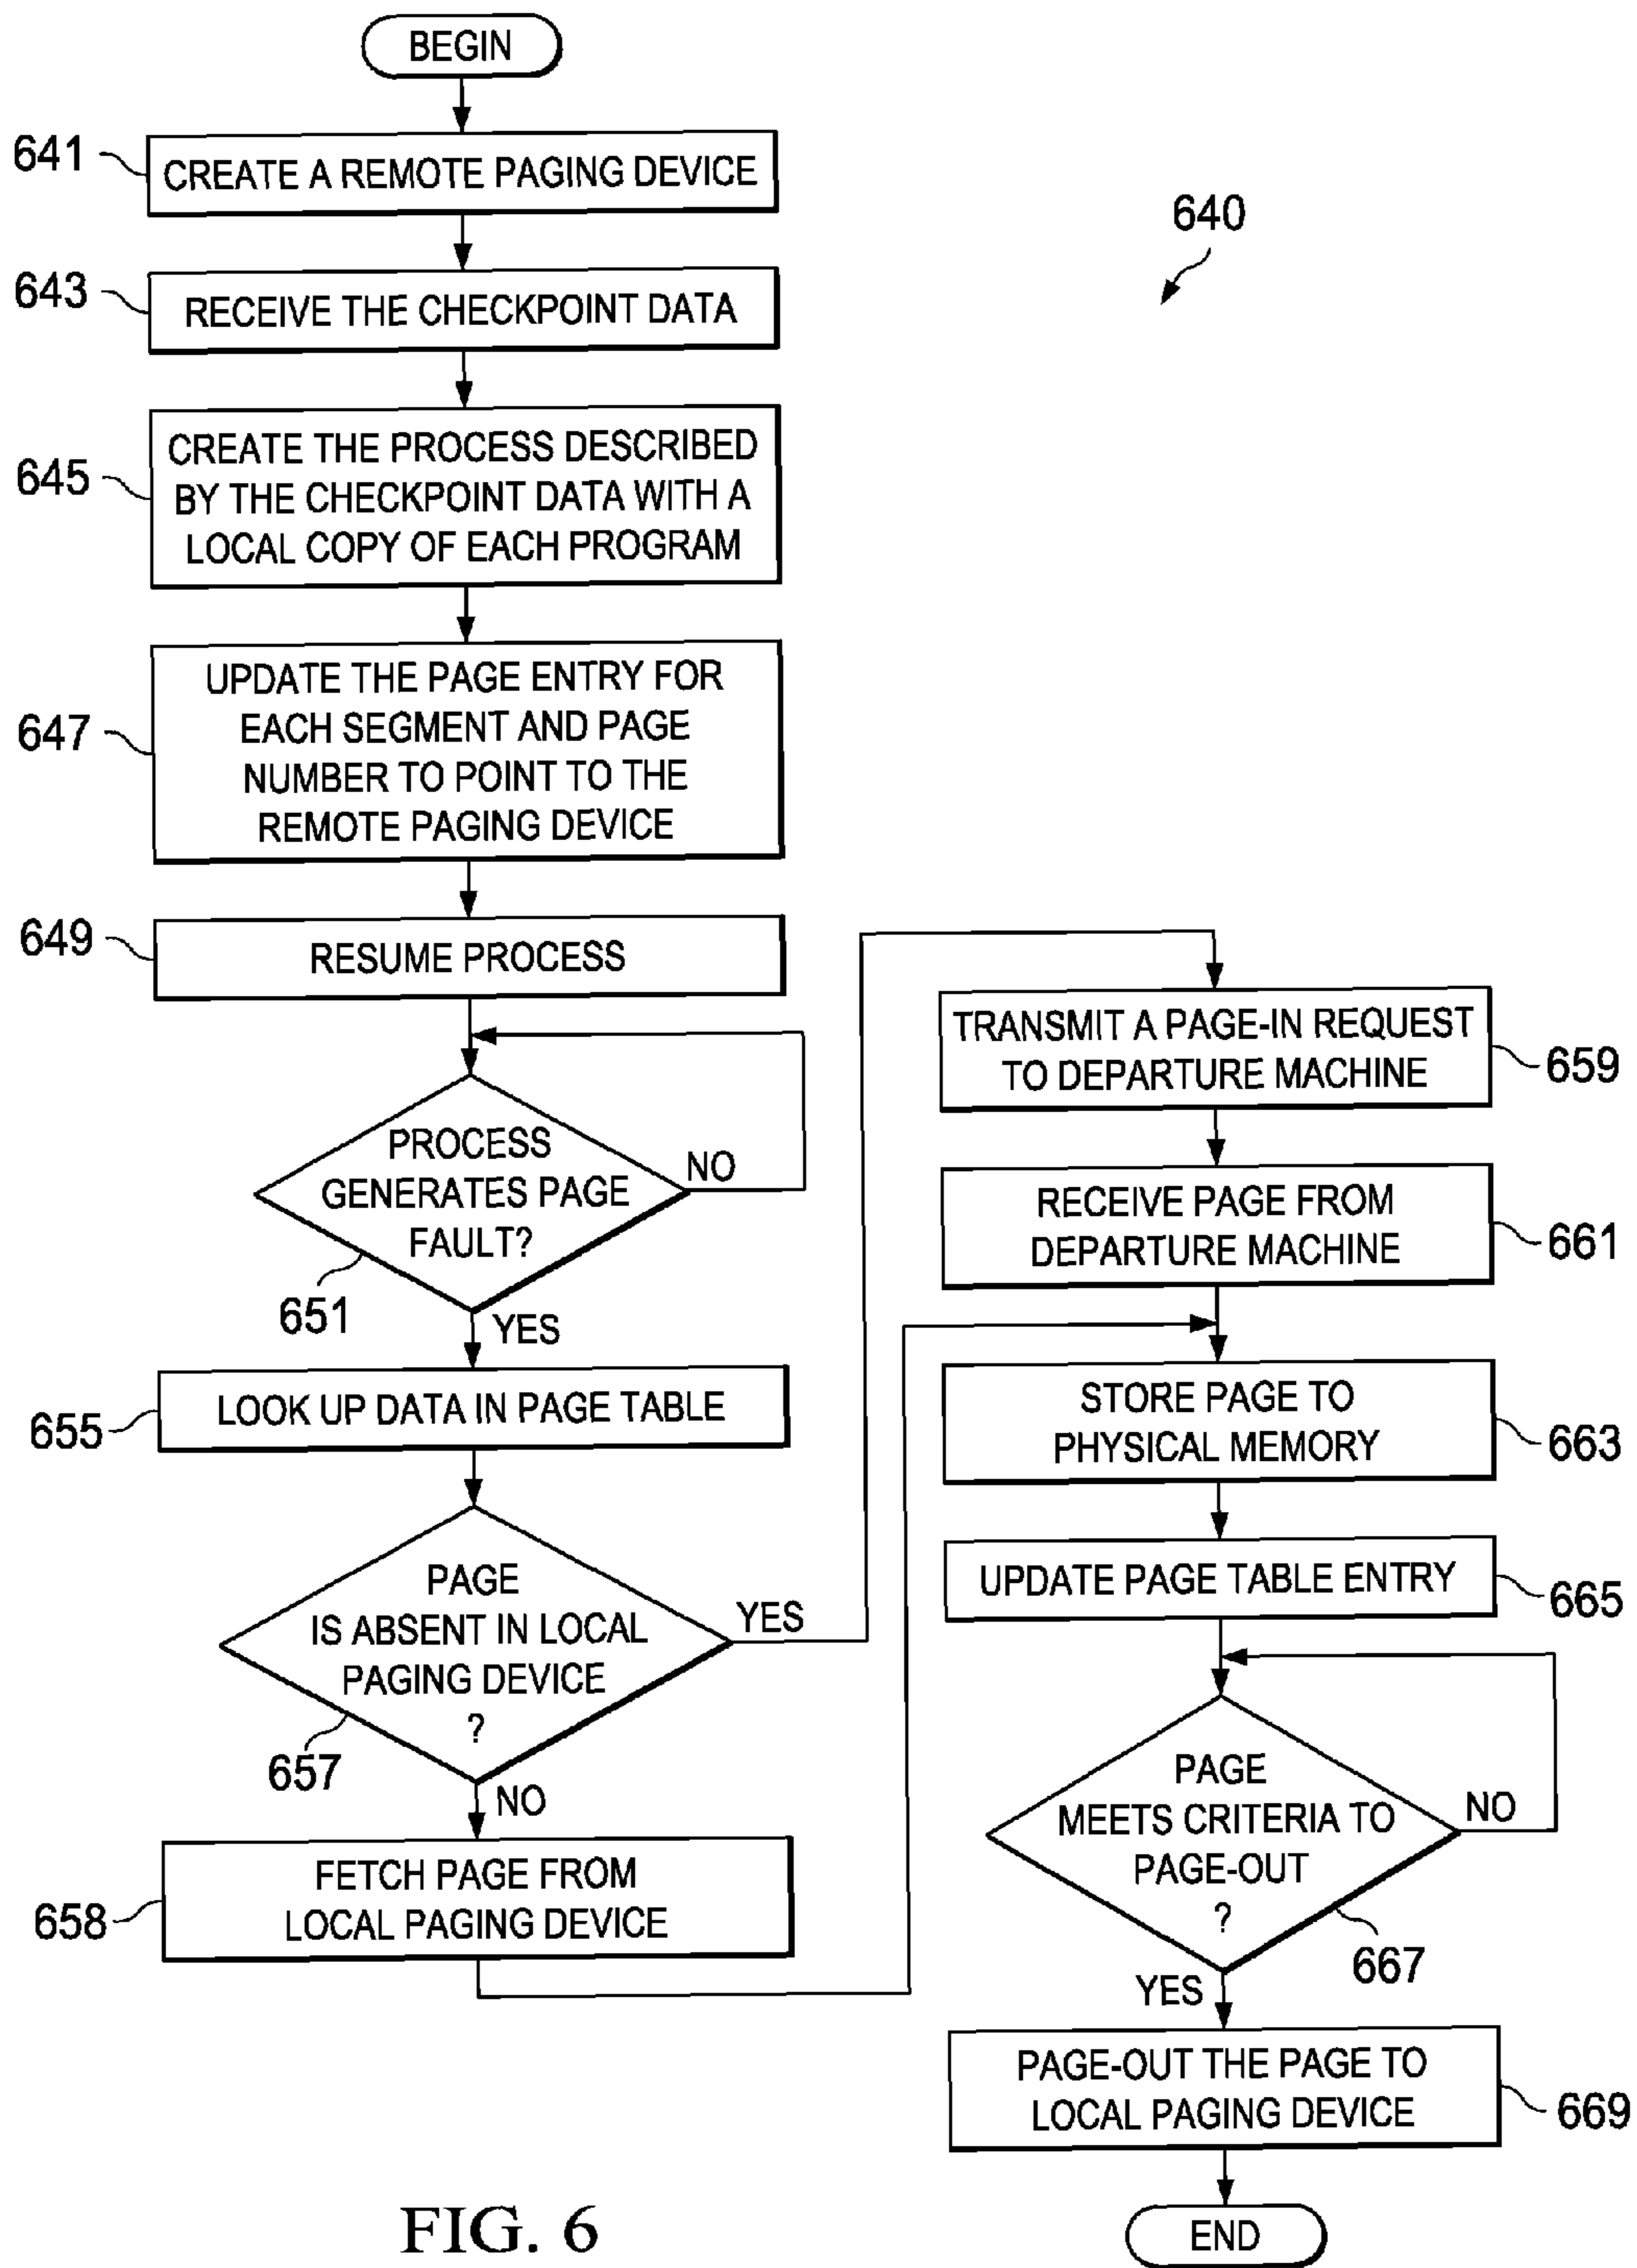 BEGIN
641
CREATE A REMOTE PAGING DEVICE
640
643
RECEIVE THE CHECKPOINT DATA
645
CREATE THE PROCESS DESCRIBED
BY THE CHECKPOINT DATA WITH A
LOCAL COPY OF EACH PROGRAM
647
UPDATE THE PAGE ENTRY FOR
EACH SEGMENT AND PAGE
NUMBER TO POINT TO THE
REMOTE PAGING DEVICE
649
RESUME PROCESS
PROCESS
GENERATES PAGE
FAULT?
NO
651
YES
655
LOOK UP DATA IN PAGE TABLE
PAGE
IS ABSENT IN LOCAL
PAGING DEVICE
?
YES
657
NO
658
FETCH PAGE FROM
LOCAL PAGING DEVICE
TRANSMIT A PAGE-IN REQUEST
TO DEPARTURE MACHINE
659
RECEIVE PAGE FROM
DEPARTURE MACHINE
661
STORE PAGE TO
PHYSICAL MEMORY
663
UPDATE PAGE TABLE ENTRY
665
PAGE
MEETS CRITERIA TO
PAGE-OUT
?
NO
667
YES
PAGE-OUT THE PAGE TO
LOCAL PAGING DEVICE
669
END
FIG. 6